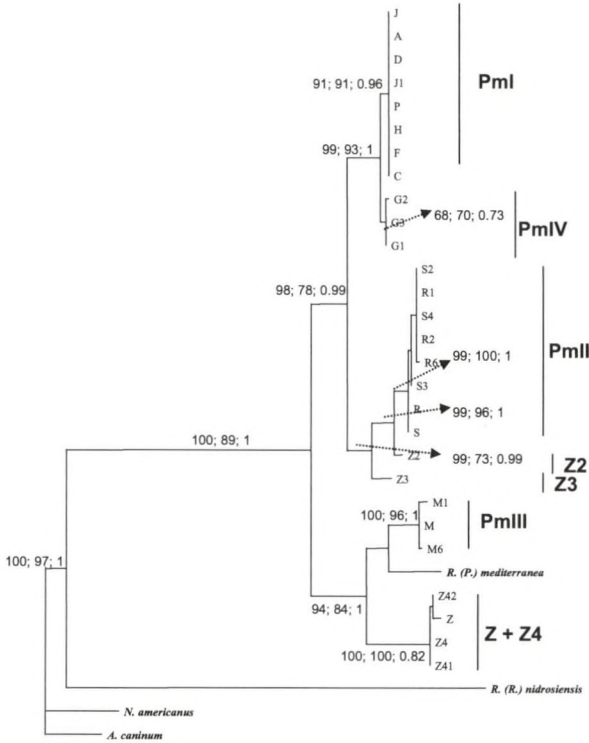 J
A
D
91; 91; 0.96
J1
PmI
P
H
99; 93; 1
F
C
G2
G3
68; 70; 0.73
PmIV
G1
S2
98; 78; 0.99
R1
S4
R2
PmII
R6
99; 100; 1
S3
R
99; 96; 1
S
100; 89; 1
Z2
99; 73; 0.99
Z2
Z3
Z3
M1
100; 96; 1
M
PmIII
M6
100; 97; 1
R. (P.) mediterranea
Z42
94; 84; 1
Z
Z4
Z + Z4
100; 100; 0.82
Z41
R. (R.) nidrosiensis
N. americanus
A. caninum